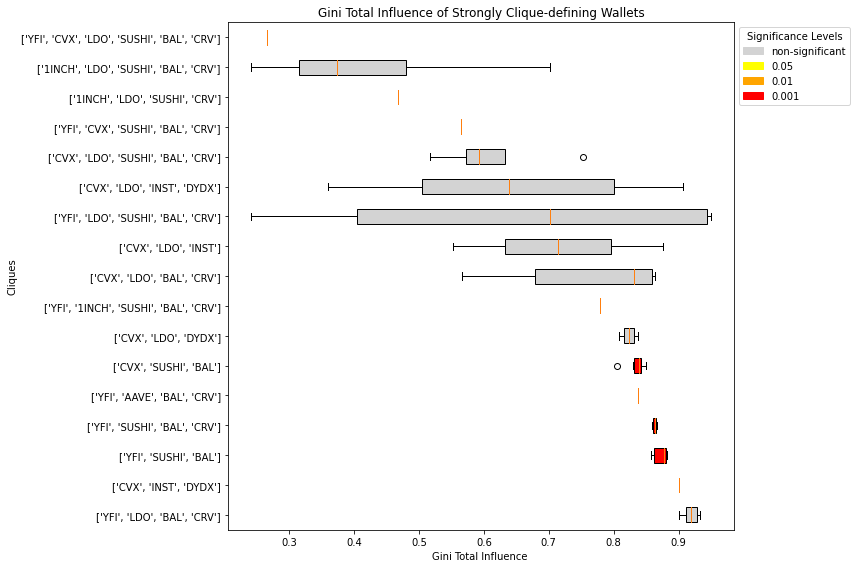 Gini Total Influence of Strongly Clique-defining Wallets
Significance Levels
non-significant
0.05
0.01
0.001
Cliques
['YFI', 'CVX', 'LDO', 'SUSHI', 'BAL', 'CRV']
['1INCH', 'LDO', 'SUSHI', 'BAL', 'CRV']
['1INCH', 'LDO', 'SUSHI', 'CRV']
['YFI', 'CVX', 'SUSHI', 'BAL', 'CRV']
['CVX', 'LDO', 'SUSHI', 'BAL', 'CRV']
['CVX', 'LDO', 'INST', 'DYDX']
['YFI', 'LDO', 'SUSHI', 'BAL', 'CRV']
['CVX', 'LDO', 'INST']
['CVX', 'LDO', 'BAL', 'CRV']
['YFI', '1INCH', 'SUSHI', 'BAL', 'CRV']
['CVX', 'LDO', 'DYDX']
['CVX', 'SUSHI', 'BAL']
['YFI', 'AAVE', 'BAL', 'CRV']
['YFI', 'SUSHI', 'BAL', 'CRV']
['YFI', 'SUSHI', 'BAL']
['CVX', 'INST', 'DYDX']
['YFI', 'LDO', 'BAL', 'CRV']
0.3 0.4 0.5 0.6 0.7 0.8 0.9
Gini Total Influence